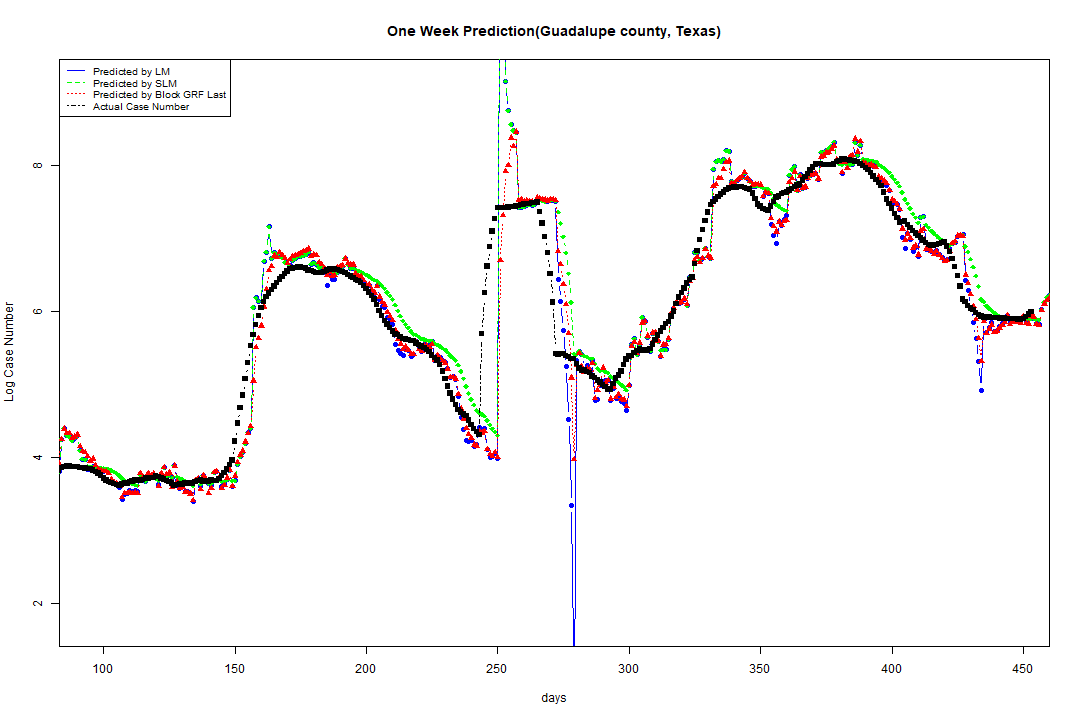 One Week Prediction(Guadalupe county, Texas)
Predicted by LM
Predicted by SLM
Predicted by Block GRF Last
Actual Case Number
Log Case Number
8
6
4
2
100 150 200 250 300 350 400 450
days